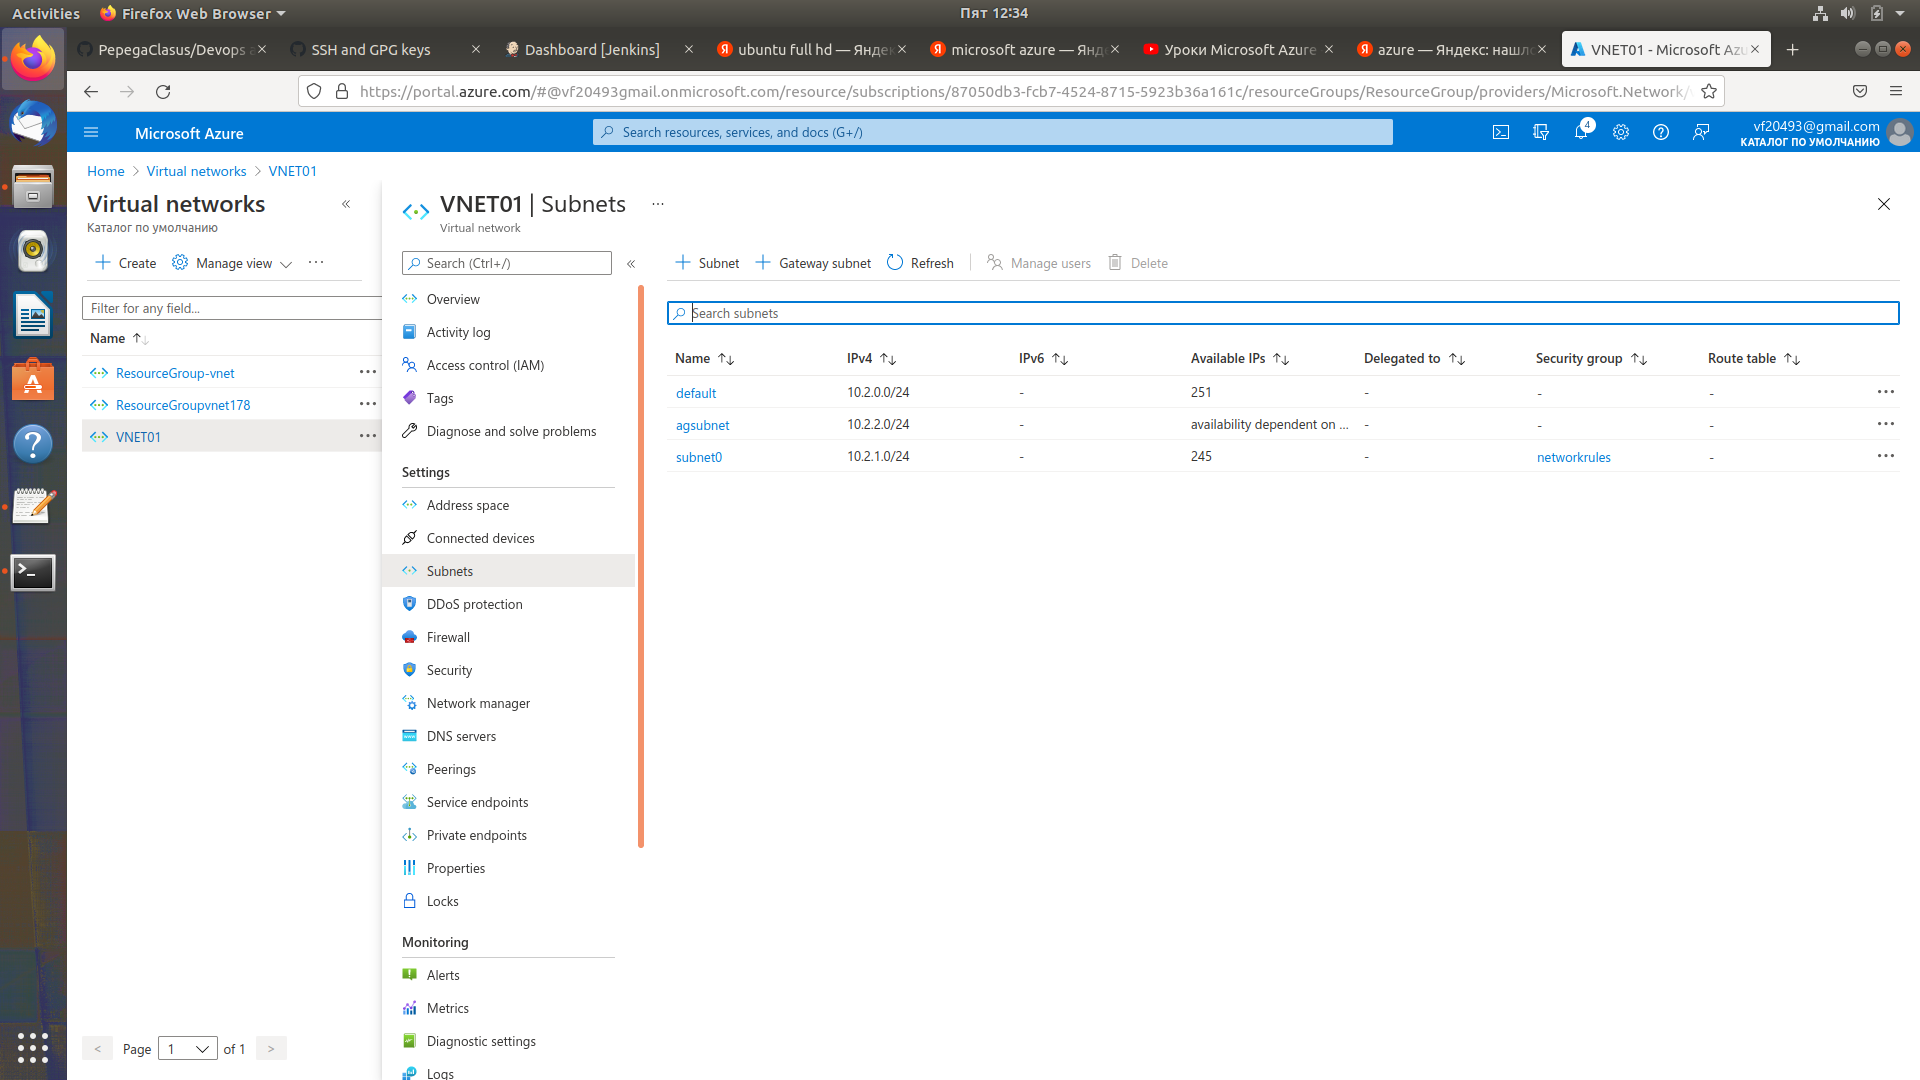 Activities
Firefox Web Browser
Пят 12:34
PepegaClasus/Devops a
SSH and GPG keys
Dashboard [Jenkins]
ubuntu full hd — Яндекс
microsoft azure — Янде
Уроки Microsoft Azure
azure — Яндекс: нашло
VNET01 - Microsoft Azu
https://portal.azure.com/#@vf20493gmail.onmicrosoft.com/resource/subscriptions/87050db3-fcb7-4524-8715-5923b36a161c/resourceGroups/ResourceGroup/providers/Microsoft.Network/
Microsoft Azure
Search resources, services, and docs (G+/)
4
vf20493@gmail.com
КАТАЛОГ ПО УМОЛЧАНИЮ
Home > Virtual networks > VNET01
Virtual networks
Каталог по умолчанию
Create
Manage view
Filter for any field...
Name
ResourceGroup-vnet
ResourceGroupvnet178
VNET01
< Page 1 of 1 >
VNET01 | Subnets
Virtual network
Search (Ctrl+/)
Overview
Activity log
Access control (IAM)
Tags
Diagnose and solve problems
Settings
Address space
Connected devices
Subnets
DDoS protection
Firewall
Security
Network manager
DNS servers
Peerings
Service endpoints
Private endpoints
Properties
Locks
Monitoring
Alerts
Metrics
Diagnostic settings
Logs
Subnet
Gateway subnet
Refresh
Manage users
Delete
Search subnets
Name IPv4 IPv6 Available IPs Delegated to Security group Route table
default 10.2.0.0/24 - 251 - - -
agsubnet 10.2.2.0/24 - availability dependent on ... - - -
subnet0 10.2.1.0/24 - 245 - networkrules -